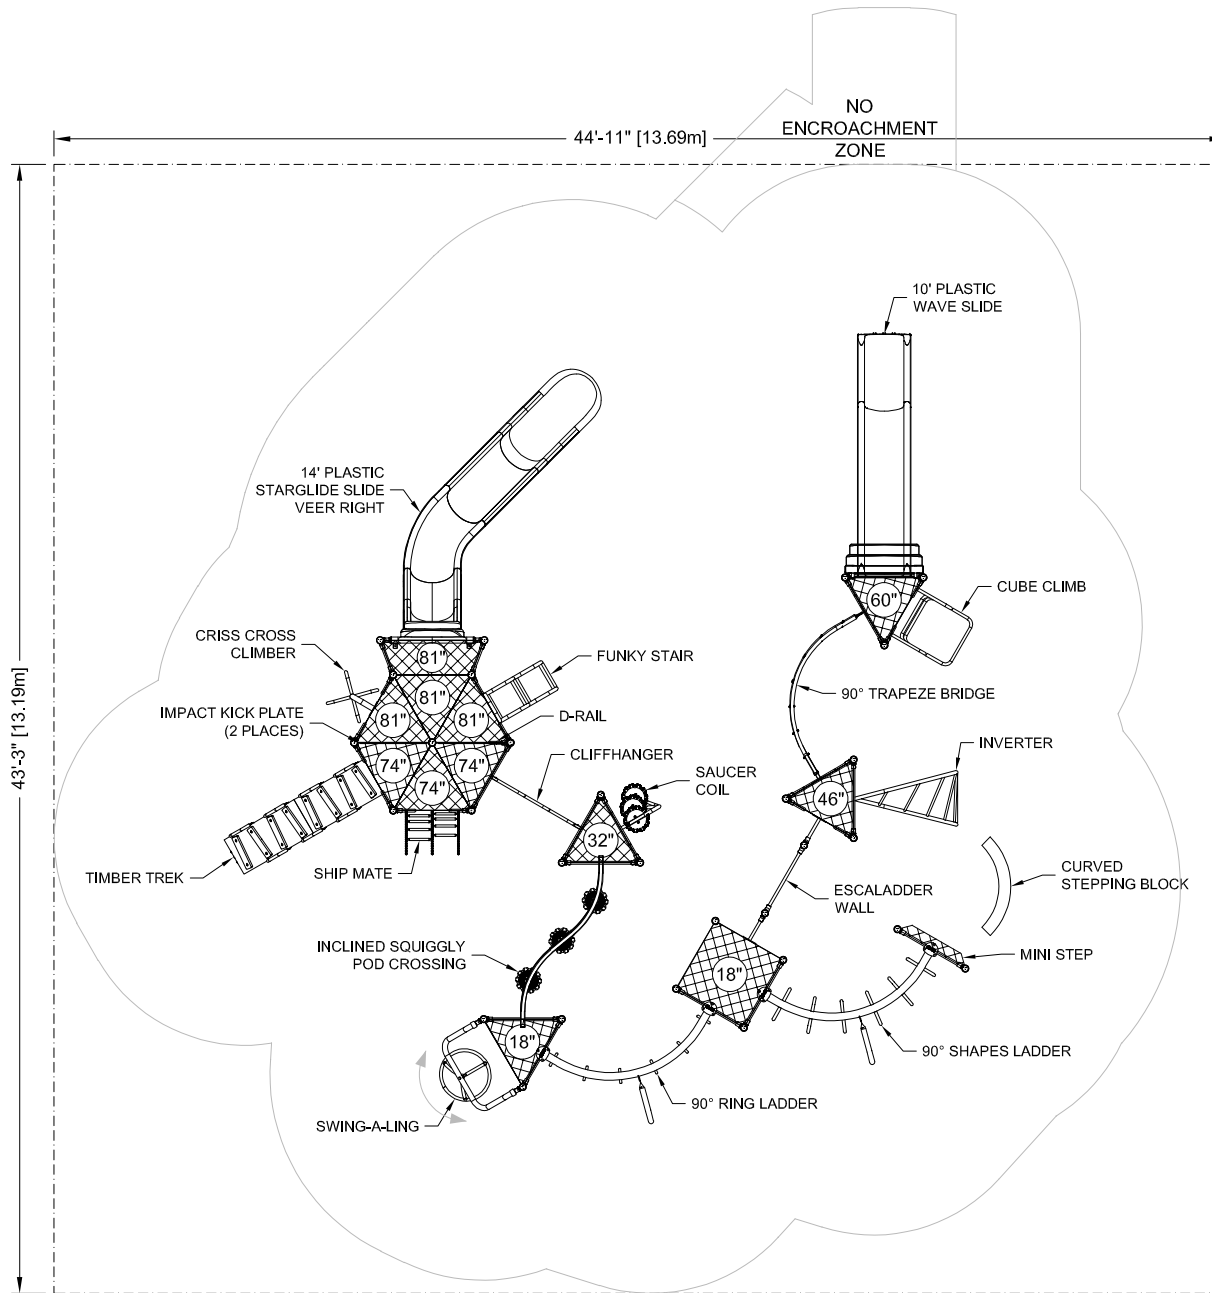 NO
ENCROACHMENT
ZONE
44'-11" [13.69m]
43'-3" [13.19m]
10' PLASTIC
WAVE SLIDE
14' PLASTIC
STARGLIDE SLIDE
VEER RIGHT
60"
CUBE CLIMB
CRISS CROSS
CLIMBER
81"
FUNKY STAIR
81"
90° TRAPEZE BRIDGE
IMPACT KICK PLATE
(2 PLACES)
81"
81"
D-RAIL
INVERTER
CLIFFHANGER
74"
74"
74"
SAUCER
COIL
46"
32"
TIMBER TREK
SHIP MATE
CURVED
STEPPING BLOCK
ESCALADDER
WALL
INCLINED SQUIGGLY
POD CROSSING
MINI STEP
18"
18"
90° SHAPES LADDER
90° RING LADDER
SWING-A-LING